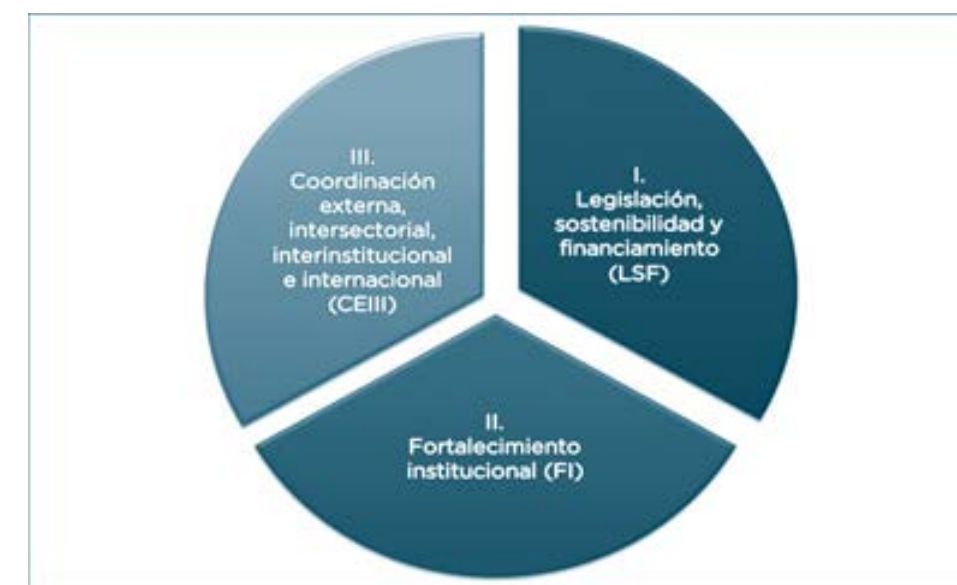 I.
Legislación,
sostenibilidad y
financiamiento
(LSF)
II.
Fortalecimiento
institucional (FI)
III.
Coordinación
externa,
intersectorial,
interinstitucional
e internacional
(CEIII)